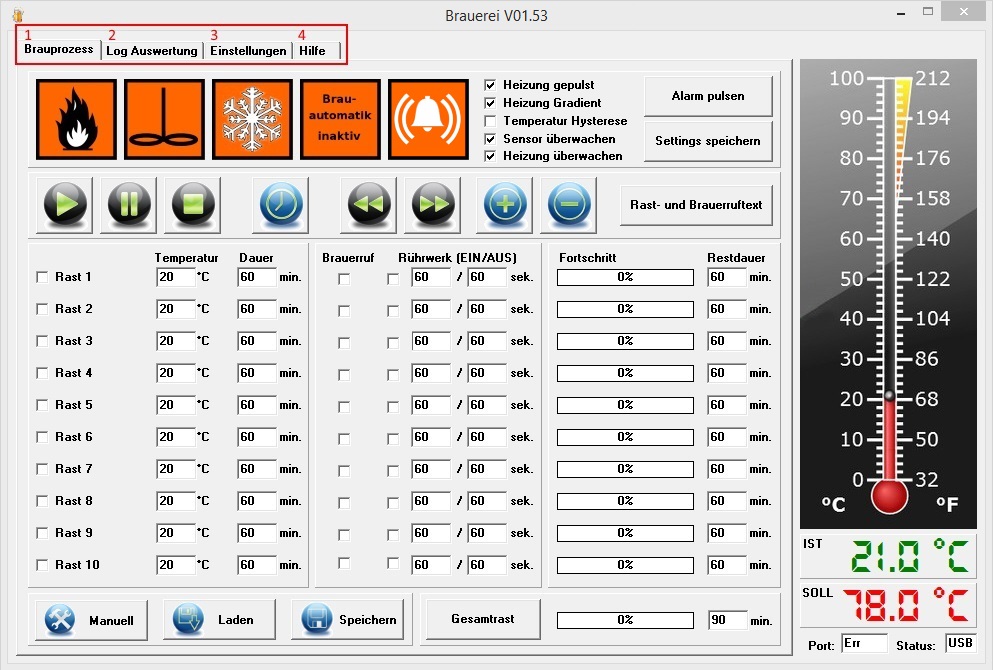 Brauerei V01.53
1 2 3 4
Brauprozess Log Auswertung Einstellungen Hilfe
Brau-
automatik
inaktiv
Heizung gepulst
Heizung Gradient
Temperatur Hysterese
Sensor überwachen
Heizung überwachen
Alarm pulsen
Settings speichern
Rast- und Brauerruftext
Temperatur Dauer Brauerruf Rührwerk (EIN/AUS) Fortschritt Restdauer
Rast 1 20 °C 60 min. 60 / 60 sek. 0% 60 min.
Rast 2 20 °C 60 min. 60 / 60 sek. 0% 60 min.
Rast 3 20 °C 60 min. 60 / 60 sek. 0% 60 min.
Rast 4 20 °C 60 min. 60 / 60 sek. 0% 60 min.
Rast 5 20 °C 60 min. 60 / 60 sek. 0% 60 min.
Rast 6 20 °C 60 min. 60 / 60 sek. 0% 60 min.
Rast 7 20 °C 60 min. 60 / 60 sek. 0% 60 min.
Rast 8 20 °C 60 min. 60 / 60 sek. 0% 60 min.
Rast 9 20 °C 60 min. 60 / 60 sek. 0% 60 min.
Rast 10 20 °C 60 min. 60 / 60 sek. 0% 60 min.
Manuell Laden Speichern Gesamtrast 0% 90 min.
100 212
90 194
80 176
70 158
60 140
50 122
40 104
30 86
20 68
10 50
0 32
°C °F
IST 21.0 °C
SOLL 78.0 °C
Port: Err Status: USB